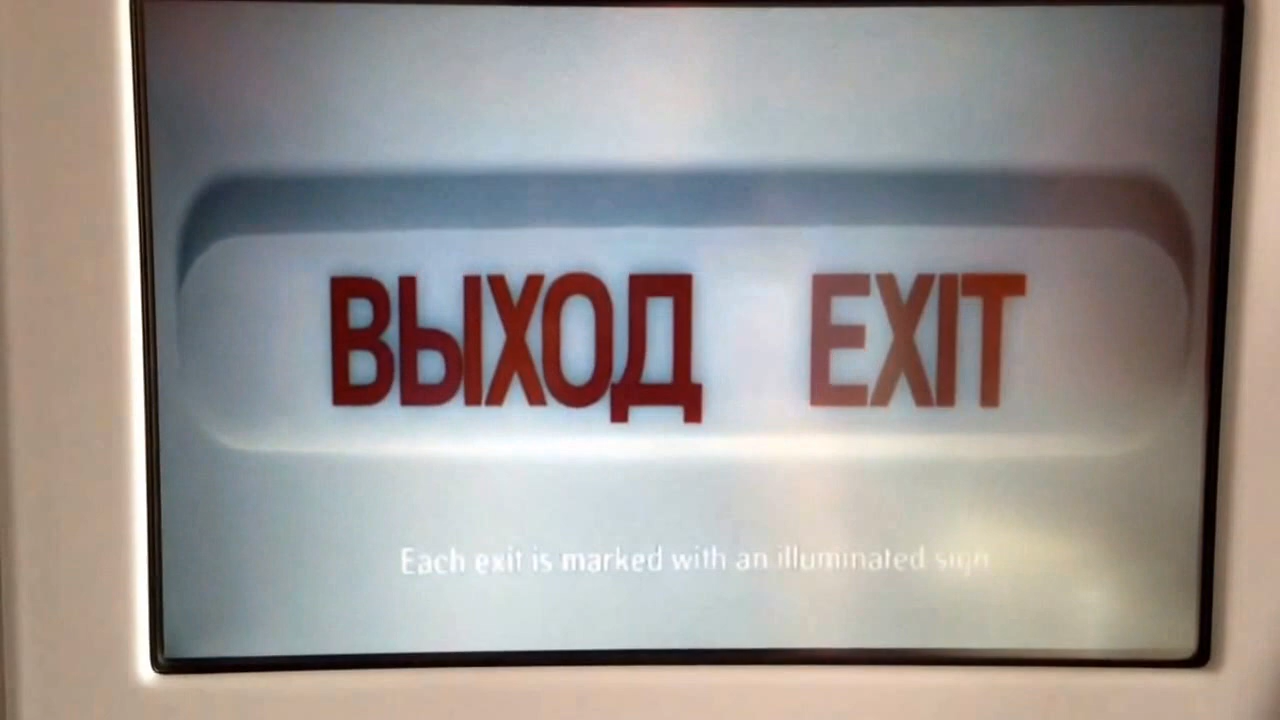 ВЫХОД EXIT
Each exit is marked with an illuminated sign